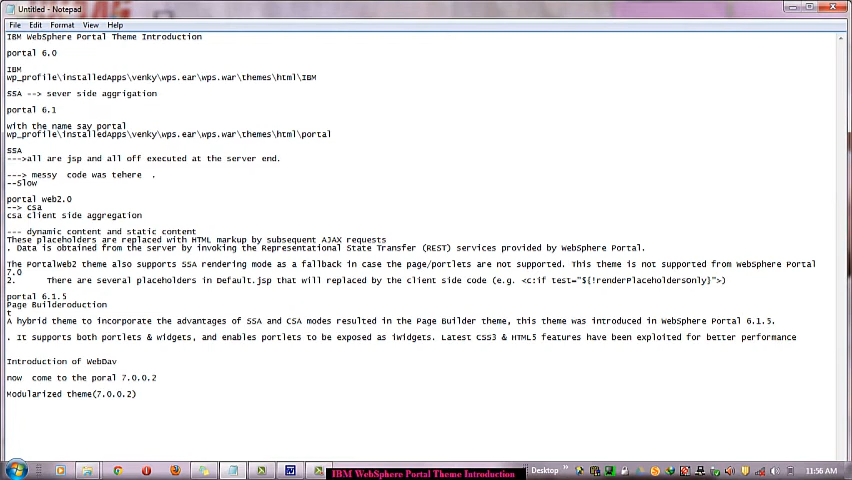 Untitled - Notepad
File Edit Format View Help
IBM WebSphere Portal Theme Introduction
portal 6.0
IBM
wp_profile\installedApps\venky\wps.ear\wps.war\themes\html\IBM
SSA --> sever side aggrigation
portal 6.1
with the name say portal
wp_profile\installedApps\venky\wps.ear\wps.war\themes\html\portal
SSA
--->all are jsp and all off executed at the server end.
---> messy code was tehere .
--Slow
portal web2.0
--> csa
csa client side aggregation
--- dynamic content and static content
These placeholders are replaced with HTML markup by subsequent AJAX requests
. Data is obtained from the server by invoking the Representational State Transfer (REST) services provided by WebSphere Portal.
The PortalWeb2 theme also supports SSA rendering mode as a fallback in case the page/portlets are not supported. This theme is not supported from WebSphere Portal
7.0
2. There are several placeholders in Default.jsp that will replaced by the client side code (e.g. <c:if test="${!renderPlaceholdersOnly}">)
portal 6.1.5
Page Builderoduction
t
A hybrid theme to incorporate the advantages of SSA and CSA modes resulted in the Page Builder theme, this theme was introduced in WebSphere Portal 6.1.5.
. It supports both portlets & widgets, and enables portlets to be exposed as iwidgets. Latest CSS3 & HTML5 features have been exploited for better performance
Introduction of WebDav
now come to the poral 7.0.0.2
Modularized theme(7.0.0.2)
IBM WebSphere Portal Theme Introduction
Desktop
11:56 AM